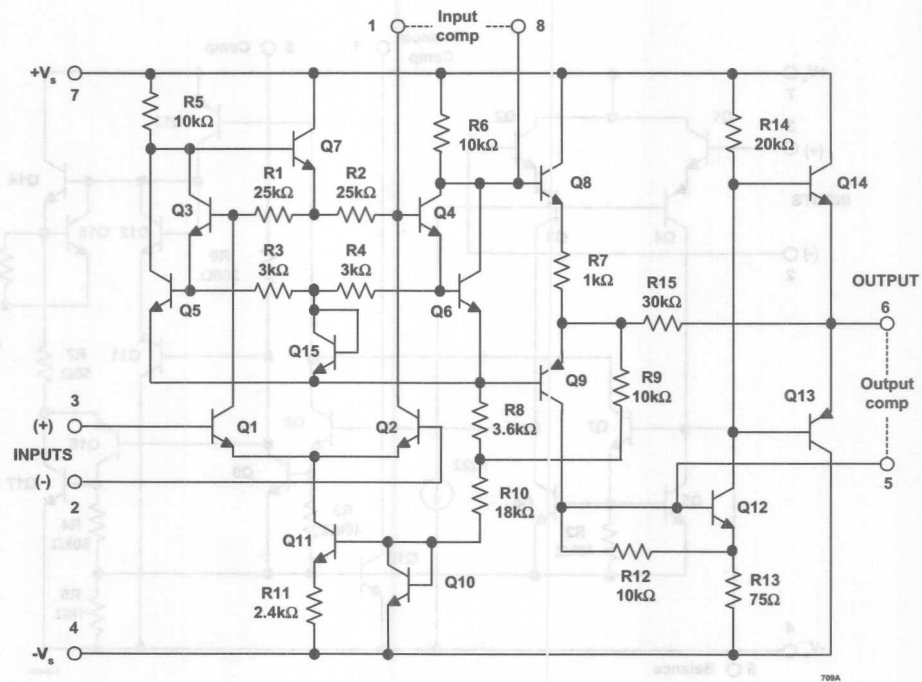 1 Input comp 8
+Vs
7
R5
10kΩ
Q7
R6
10kΩ
R14
20kΩ
Q14
R1
25kΩ
R2
25kΩ
Q3
Q4
Q8
R3
3kΩ
R4
3kΩ
R7
1kΩ
Q5
Q6
R15
30kΩ
OUTPUT
6
Q15
Q9
R9
10kΩ
Q13
Output
comp
3
(+)
Q1
Q2
R8
3.6kΩ
INPUTS
(-)
2
5
R10
18kΩ
Q12
Q11
Q10
R12
10kΩ
R13
75Ω
R11
2.4kΩ
4
-Vs
709A